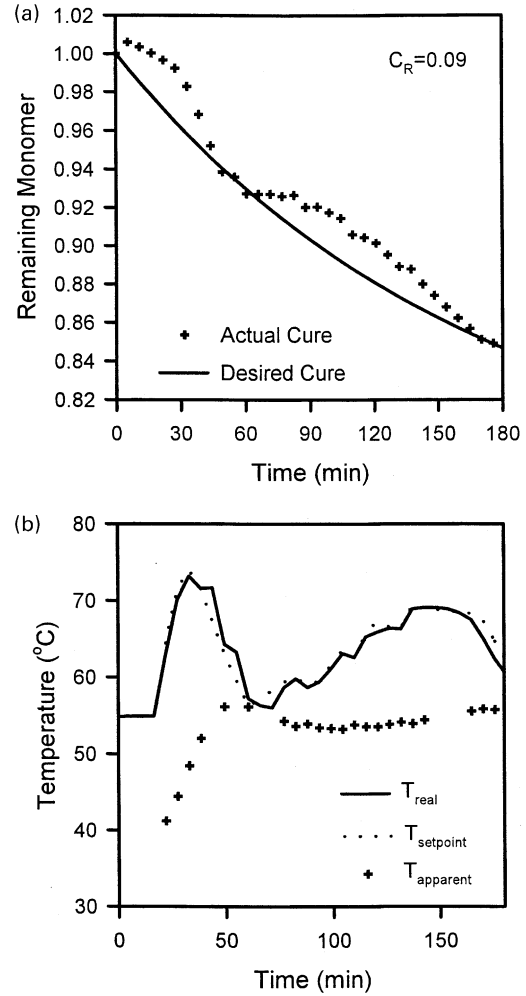 (a)
1.02
1.00
0.98
0.96
0.94
0.92
0.90
0.88
0.86
0.84
0.82
Remaining Monomer
C_R=0.09
Actual Cure
Desired Cure
0 30 60 90 120 150 180
Time (min)
(b)
80
70
60
50
40
30
Temperature (°C)
T_real
T_setpoint
T_apparent
0 50 100 150
Time (min)